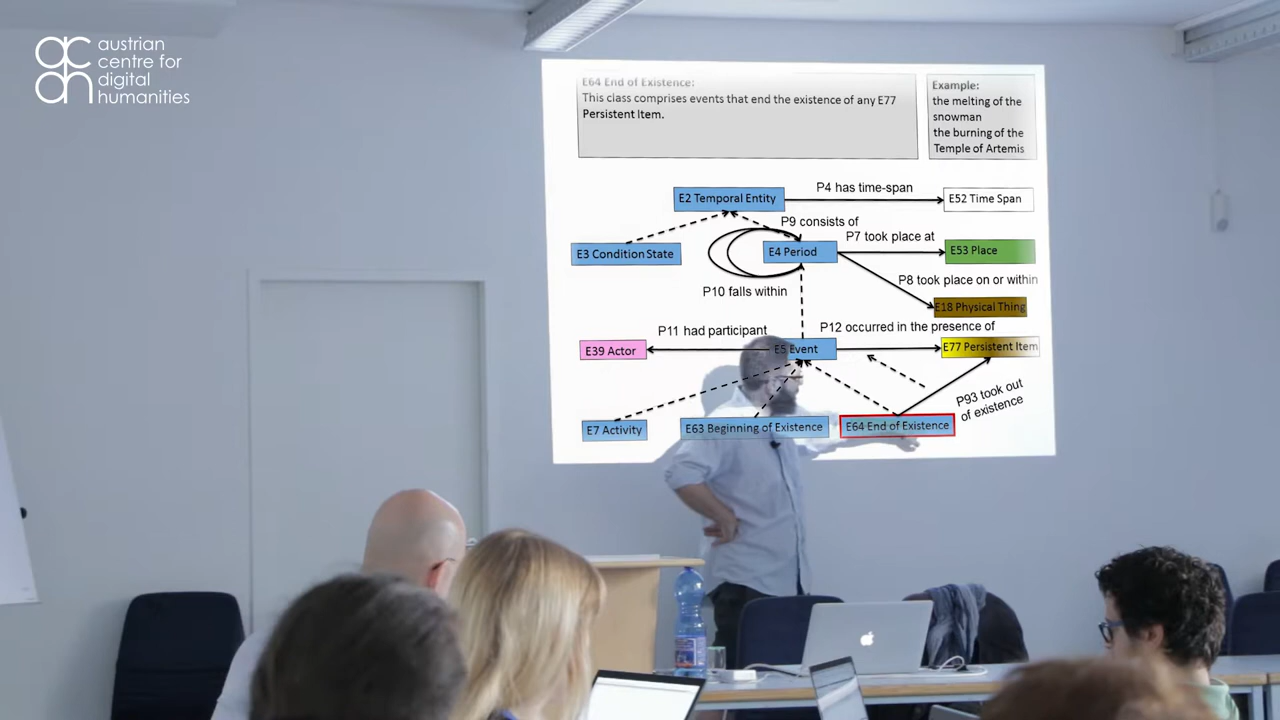 austrian
centre for
digital
humanities
E64 End of Existence:
This class comprises events that end the existence of any E77
Persistent Item.
Example:
the melting of the
snowman
the burning of the
Temple of Artemis
P4 has time-span
E2 Temporal Entity
E52 Time Span
P9 consists of
P7 took place at
E3 Condition State
E4 Period
E53 Place
P8 took place on or within
P10 falls within
E18 Physical Thing
P11 had participant
P12 occurred in the presence of
E39 Actor
E5 Event
E77 Persistent Item
P93 took out
of existence
E7 Activity
E63 Beginning of Existence
E64 End of Existence